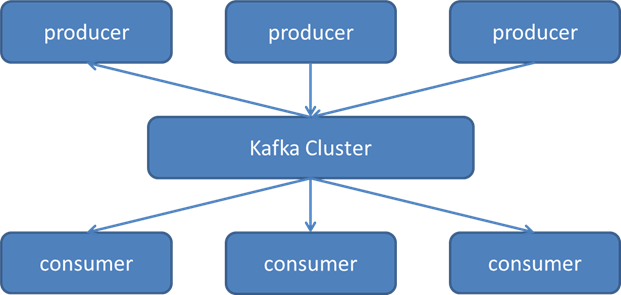 producer
producer
producer
Kafka Cluster
consumer
consumer
consumer